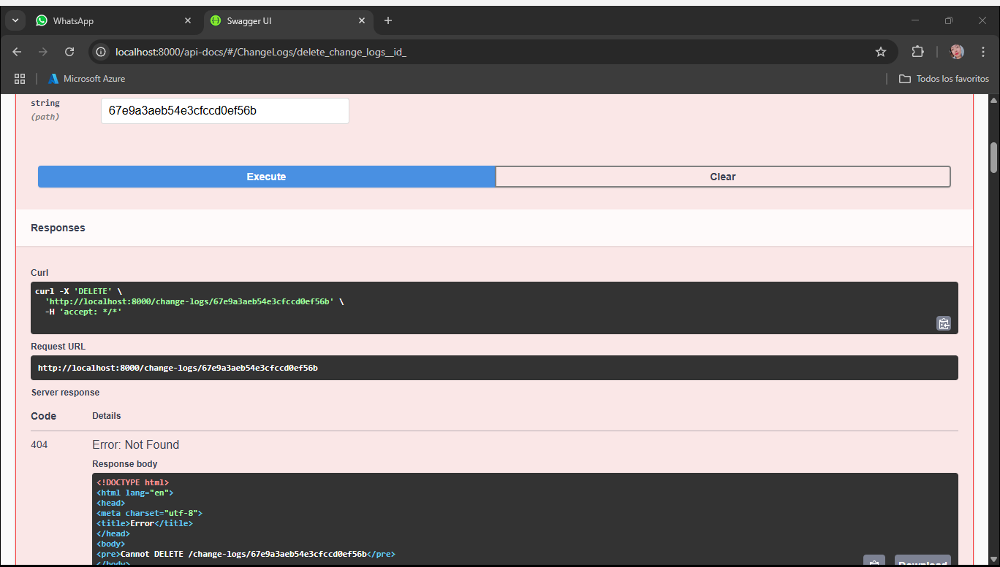 WhatsApp
Swagger UI
localhost:8000/api-docs/#/ChangeLogs/delete_change_logs__id_
Microsoft Azure
Todos los favoritos
string
(path)
67e9a3aeb54e3cfccd0ef56b
Execute
Clear
Responses
Curl
curl -X 'DELETE' \
'http://localhost:8000/change-logs/67e9a3aeb54e3cfccd0ef56b' \
-H 'accept: */*'
Request URL
http://localhost:8000/change-logs/67e9a3aeb54e3cfccd0ef56b
Server response
Code
Details
404
Error: Not Found
Response body
<!DOCTYPE html>
<html lang="en">
<head>
<meta charset="utf-8">
<title>Error</title>
</head>
<body>
<pre>Cannot DELETE /change-logs/67e9a3aeb54e3cfccd0ef56b</pre>
</body>
Download